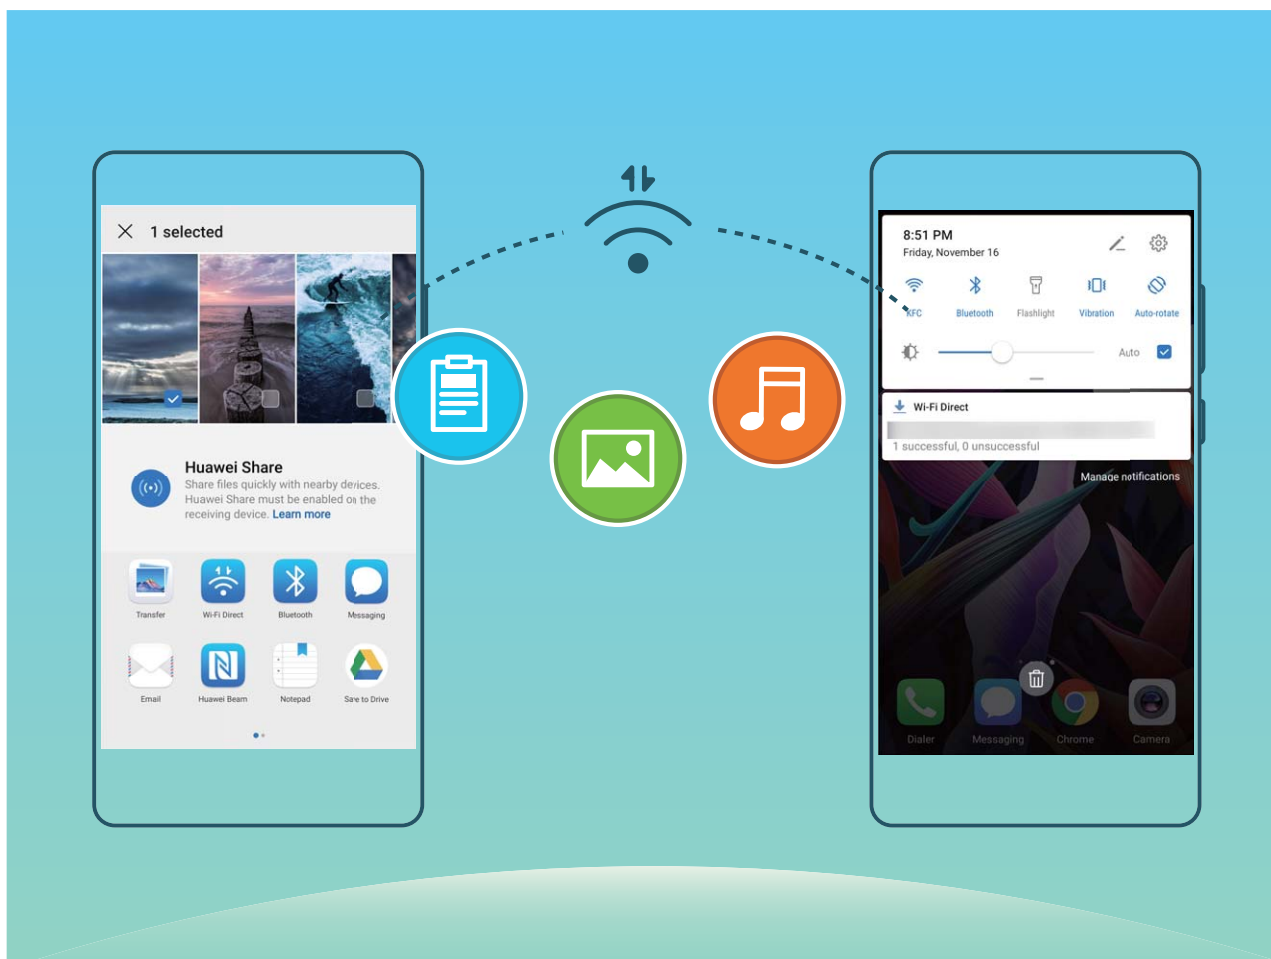 1 selected
Huawei Share
Share files quickly with nearby devices.
Huawei Share must be enabled on the
receiving device. Learn more
Transfer
Wi-Fi Direct
Bluetooth
Messaging
Email
Huawei Beam
Notepad
Save to Drive
8:51 PM
Friday, November 16
KFC
Bluetooth
Flashlight
Vibration
Auto-rotate
Auto
Wi-Fi Direct
1 successful, 0 unsuccessful
Manage notifications
Dialer
Messaging
Chrome
Camera